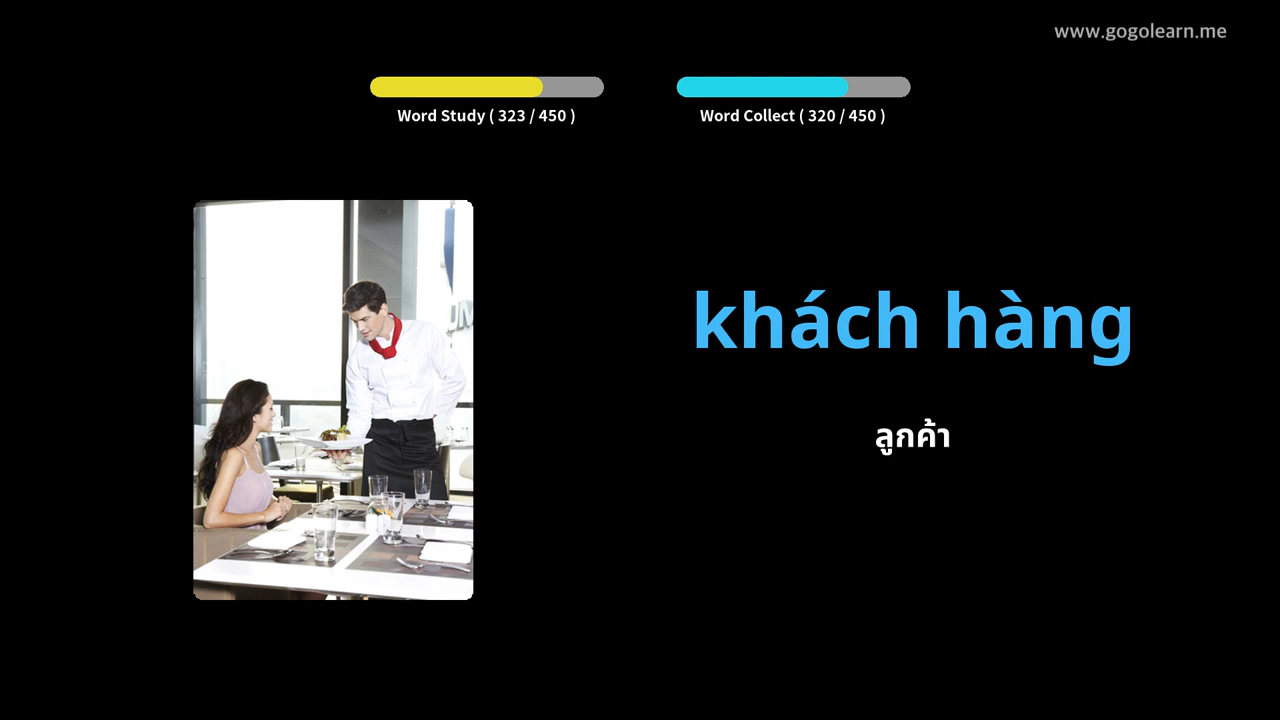 www.gogolearn.me
Word Study ( 323 / 450 )
Word Collect ( 320 / 450 )
khách hàng
ลูกค้า